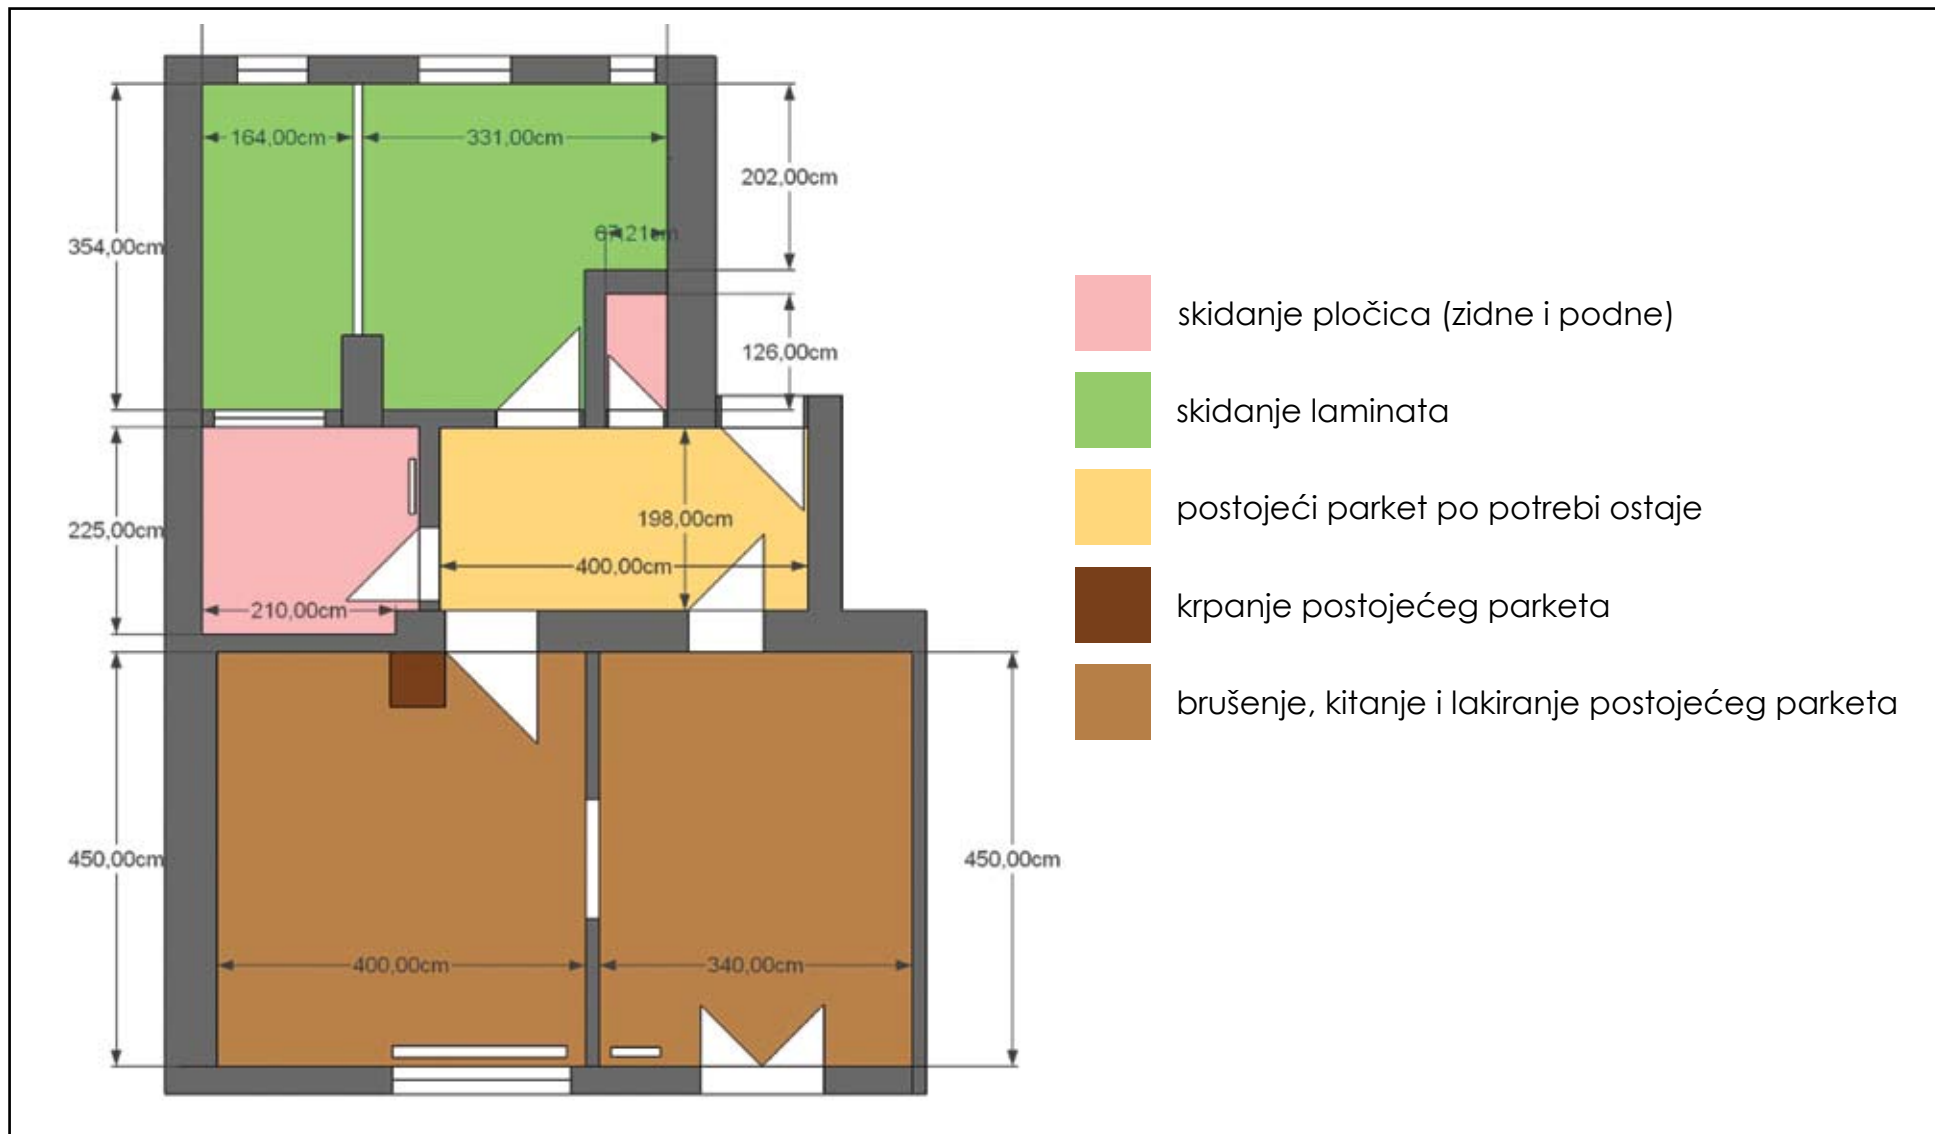 164,00cm
331,00cm
202,00cm
67,21cm
354,00cm
126,00cm
225,00cm
198,00cm
400,00cm
210,00cm
450,00cm
450,00cm
400,00cm
340,00cm
skidanje pločica (zidne i podne)
skidanje laminata
postojeći parket po potrebi ostaje
krpanje postojećeg parketa
brušenje, kitanje i lakiranje postojećeg parketa